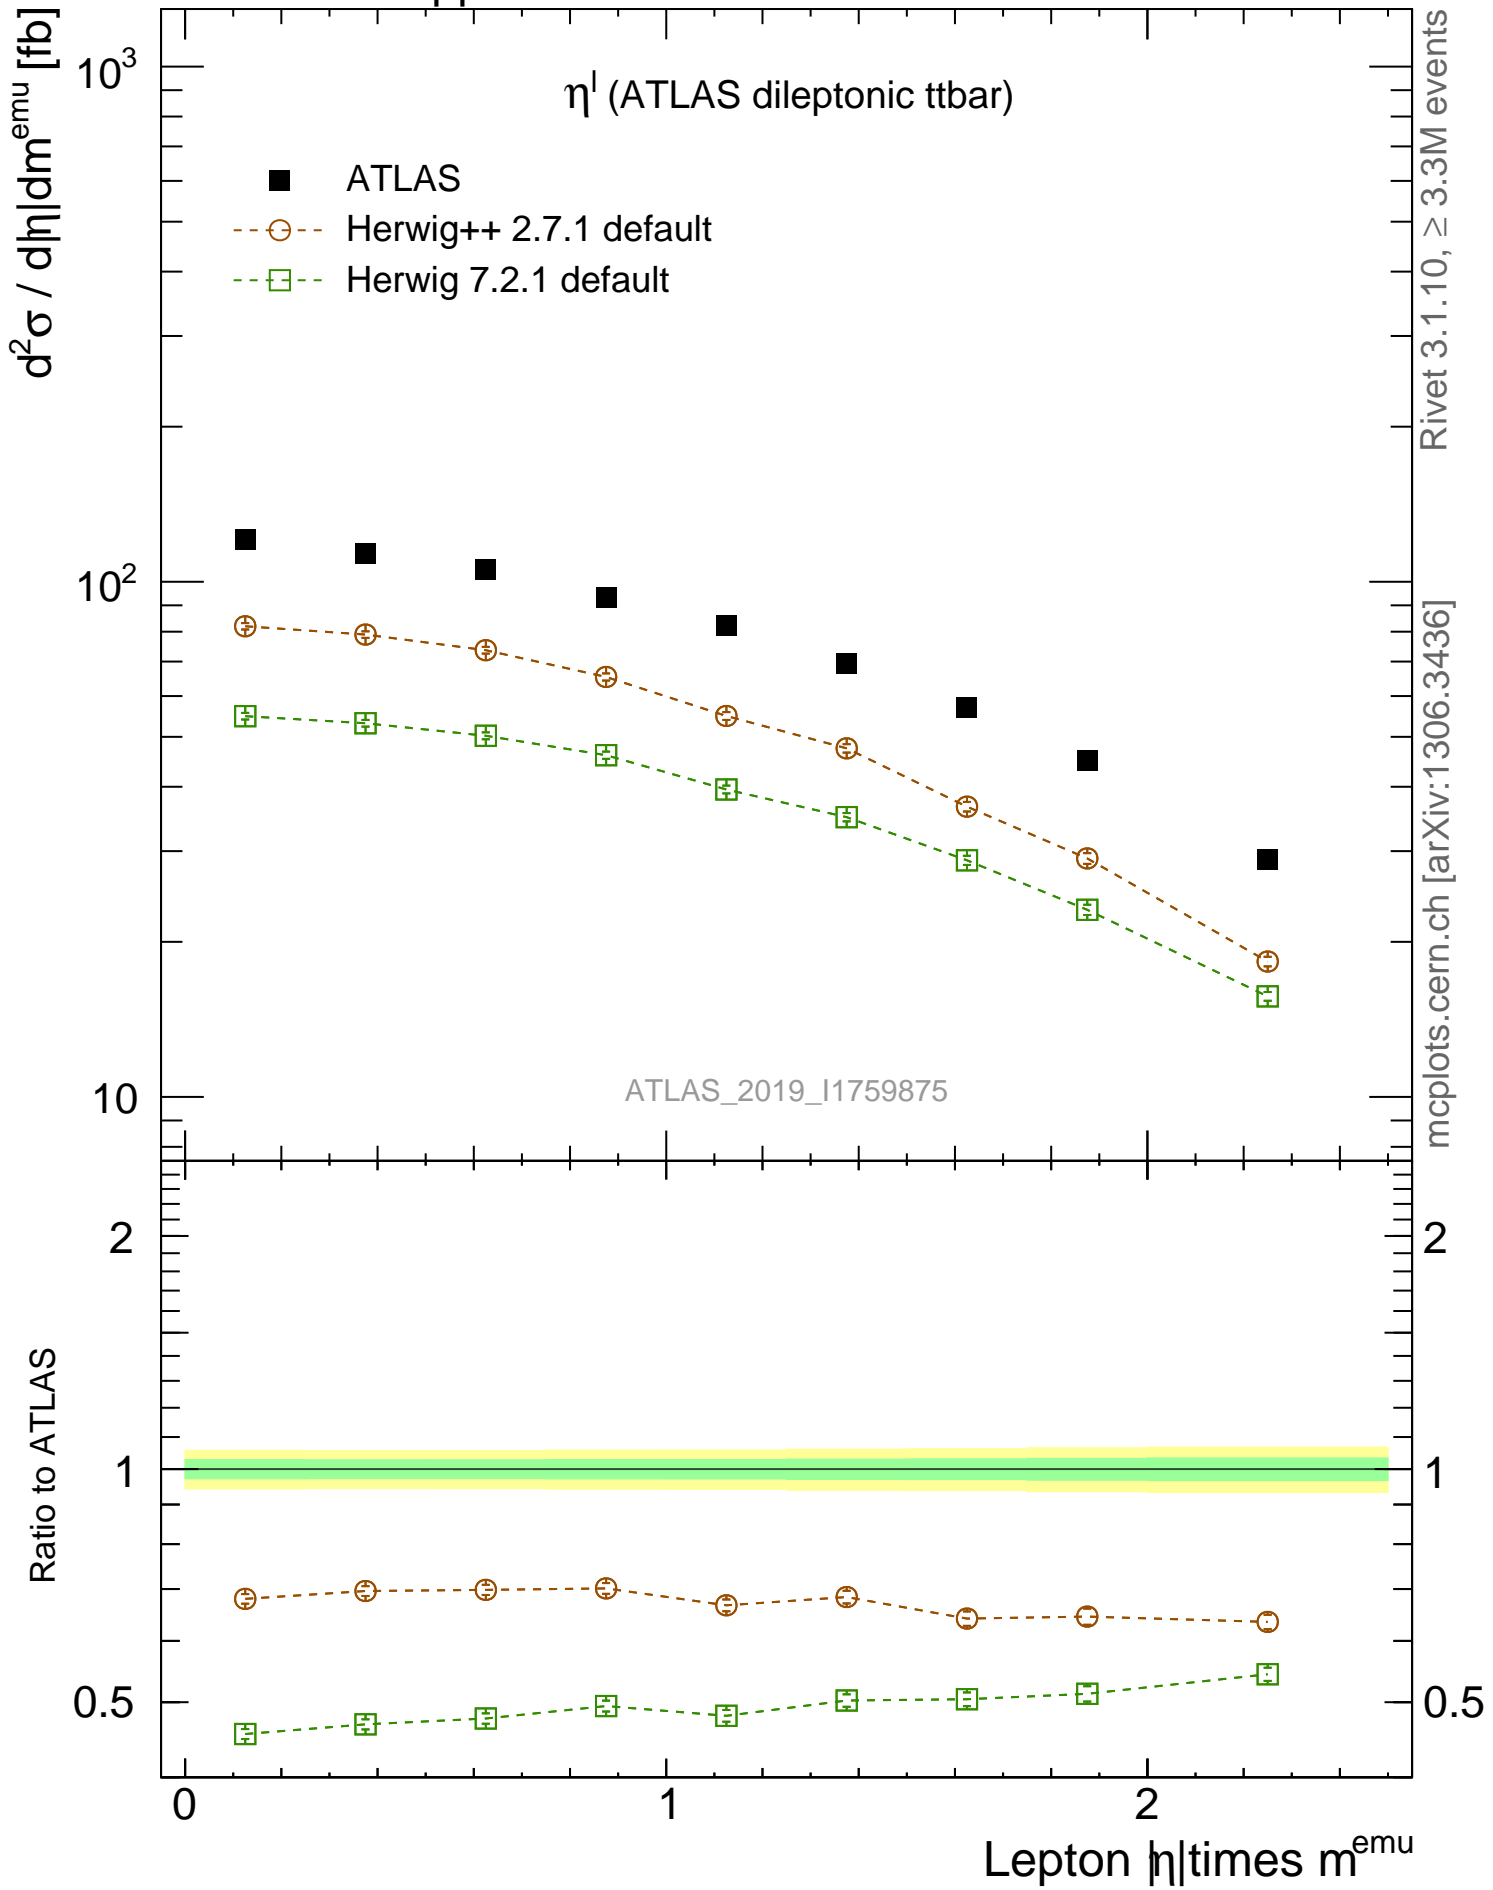 d²σ / d|η|dm^emu [fb]
10³
η^l (ATLAS dileptonic ttbar)
ATLAS
Herwig++ 2.7.1 default
Herwig 7.2.1 default
10²
10
ATLAS_2019_I1759875
Rivet 3.1.10, ≥ 3.3M events
mcplots.cern.ch [arXiv:1306.3436]
Ratio to ATLAS
2
2
1
1
0.5
0.5
0
1
2
Lepton |η|times m^emu